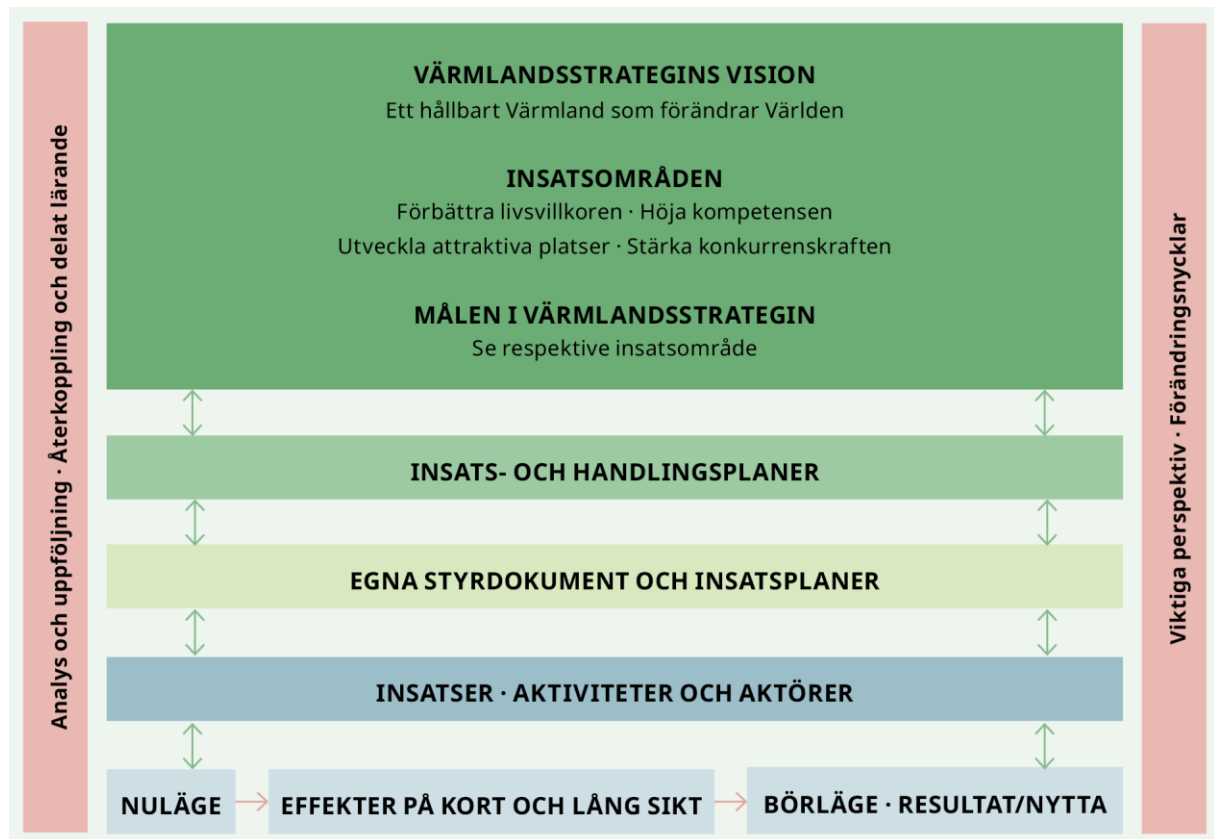 Analys och uppföljning · Återkoppling och delat lärande
VÄRMLANDSSTRATEGINS VISION
Ett hållbart Värmland som förändrar Världen
INSATSOMRÅDEN
Förbättra livsvillkoren · Höja kompetensen
Utveckla attraktiva platser · Stärka konkurrenskraften
MÅLEN I VÄRMLANDSSTRATEGIN
Se respektive insatsområde
INSATS- OCH HANDLINGSPLANER
EGNA STYRDOKUMENT OCH INSATSPLANER
INSATSER · AKTIVITETER OCH AKTÖRER
NULÄGE
EFFEKTER PÅ KORT OCH LÅNG SIKT
BÖRLÄGE · RESULTAT/NYTTA
Viktiga perspektiv · Förändringsnycklar